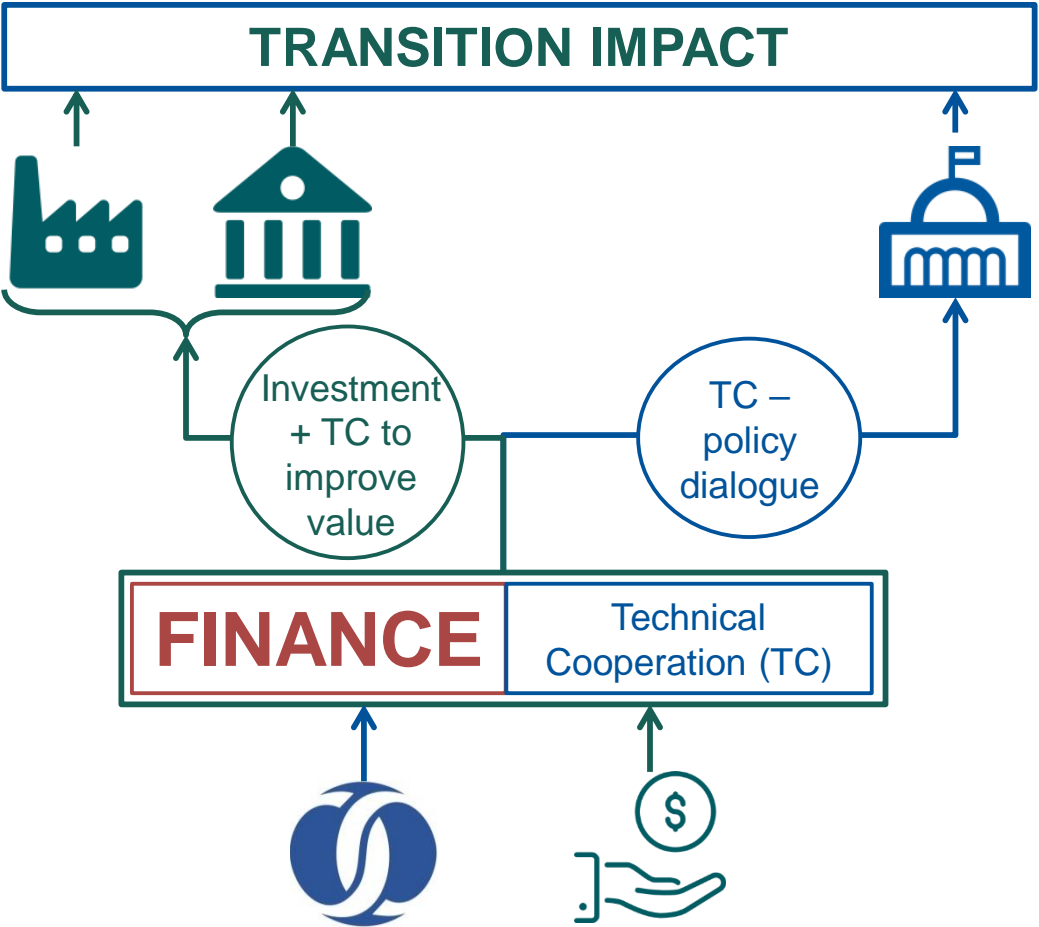 TRANSITION IMPACT
Investment
+ TC to
improve
value
TC –
policy
dialogue
FINANCE
Technical
Cooperation (TC)
$